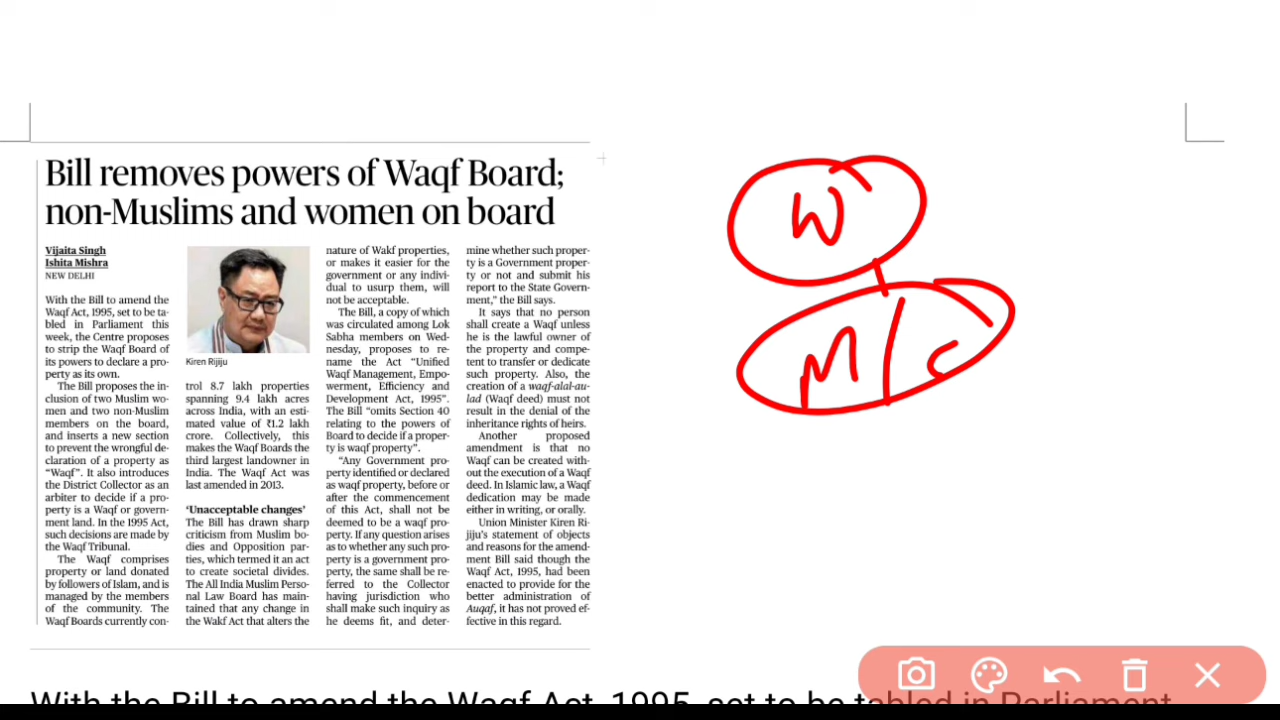 Bill removes powers of Waqf Board;
non-Muslims and women on board
Vijaita Singh
Ishita Mishra
NEW DELHI
With the Bill to amend the
Waqf Act, 1995, set to be ta-
bled in Parliament this
week, the Centre proposes
to strip the Waqf Board of
its powers to declare a pro-
perty as its own.
The Bill proposes the in-
clusion of two Muslim wo-
men and two non-Muslim
members on the board,
and inserts a new section
to prevent the wrongful de-
claration of a property as
“Waqf”. It also introduces
the District Collector as an
arbiter to decide if a pro-
perty is a Waqf or govern-
ment land. In the 1995 Act,
such decisions are made by
the Waqf Tribunal.
The Waqf comprises
property or land donated
by followers of Islam, and is
managed by the members
of the community. The
Waqf Boards currently con-
Kiren Rijiju
trol 8.7 lakh properties
spanning 9.4 lakh acres
across India, with an esti-
mated value of ₹1.2 lakh
crore. Collectively, this
makes the Waqf Boards the
third largest landowner in
India. The Waqf Act was
last amended in 2013.
‘Unacceptable changes’
The Bill has drawn sharp
criticism from Muslim bo-
dies and Opposition par-
ties, which termed it an act
to create societal divides.
The All India Muslim Perso-
nal Law Board has main-
tained that any change in
the Wakf Act that alters the
nature of Wakf properties,
or makes it easier for the
government or any indivi-
dual to usurp them, will
not be acceptable.
The Bill, a copy of which
was circulated among Lok
Sabha members on Wed-
nesday, proposes to re-
name the Act “Unified
Waqf Management, Empo-
werment, Efficiency and
Development Act, 1995”.
The Bill “omits Section 40
relating to the powers of
Board to decide if a proper-
ty is waqf property”.
“Any Government pro-
perty identified or declared
as waqf property, before or
after the commencement
of this Act, shall not be
deemed to be a waqf pro-
perty. If any question arises
as to whether any such pro-
perty is a government pro-
perty, the same shall be re-
ferred to the Collector
having jurisdiction who
shall make such inquiry as
he deems fit, and deter-
mine whether such proper-
ty is a Government proper-
ty or not and submit his
report to the State Govern-
ment,” the Bill says.
It says that no person
shall create a Waqf unless
he is the lawful owner of
the property and compe-
tent to transfer or dedicate
such property. Also, the
creation of a waqf-alal-au-
lad (Waqf deed) must not
result in the denial of the
inheritance rights of heirs.
Another proposed
amendment is that no
Waqf can be created with-
out the execution of a Waqf
deed. In Islamic law, a Waqf
dedication may be made
either in writing, or orally.
Union Minister Kiren Ri-
jiju’s statement of objects
and reasons for the amend-
ment Bill said though the
Waqf Act, 1995, had been
enacted to provide for the
better administration of
Auqaf, it has not proved ef-
fective in this regard.
W
M/C
With the Bill to amend the Waqf Act, 1995, set to be tabled in Parliament